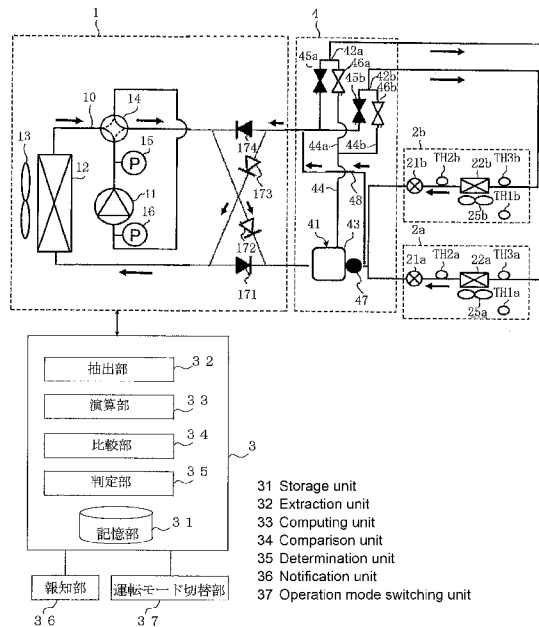 1
4
10
14
13
12
15
P
11
16
P
174
173
172
171
45a
42a
46a
45b
42b
46b
44a
44b
44
48
41
43
47
2b
21b
TH2b
22b
TH3b
TH1b
25b
2a
21a
TH2a
22a
TH3a
TH1a
25a
抽出部
３２
演算部
３３
比較部
３４
判定部
３５
記憶部
３１
３
報知部
３６
運転モード切替部
３７
31 Storage unit
32 Extraction unit
33 Computing unit
34 Comparison unit
35 Determination unit
36 Notification unit
37 Operation mode switching unit